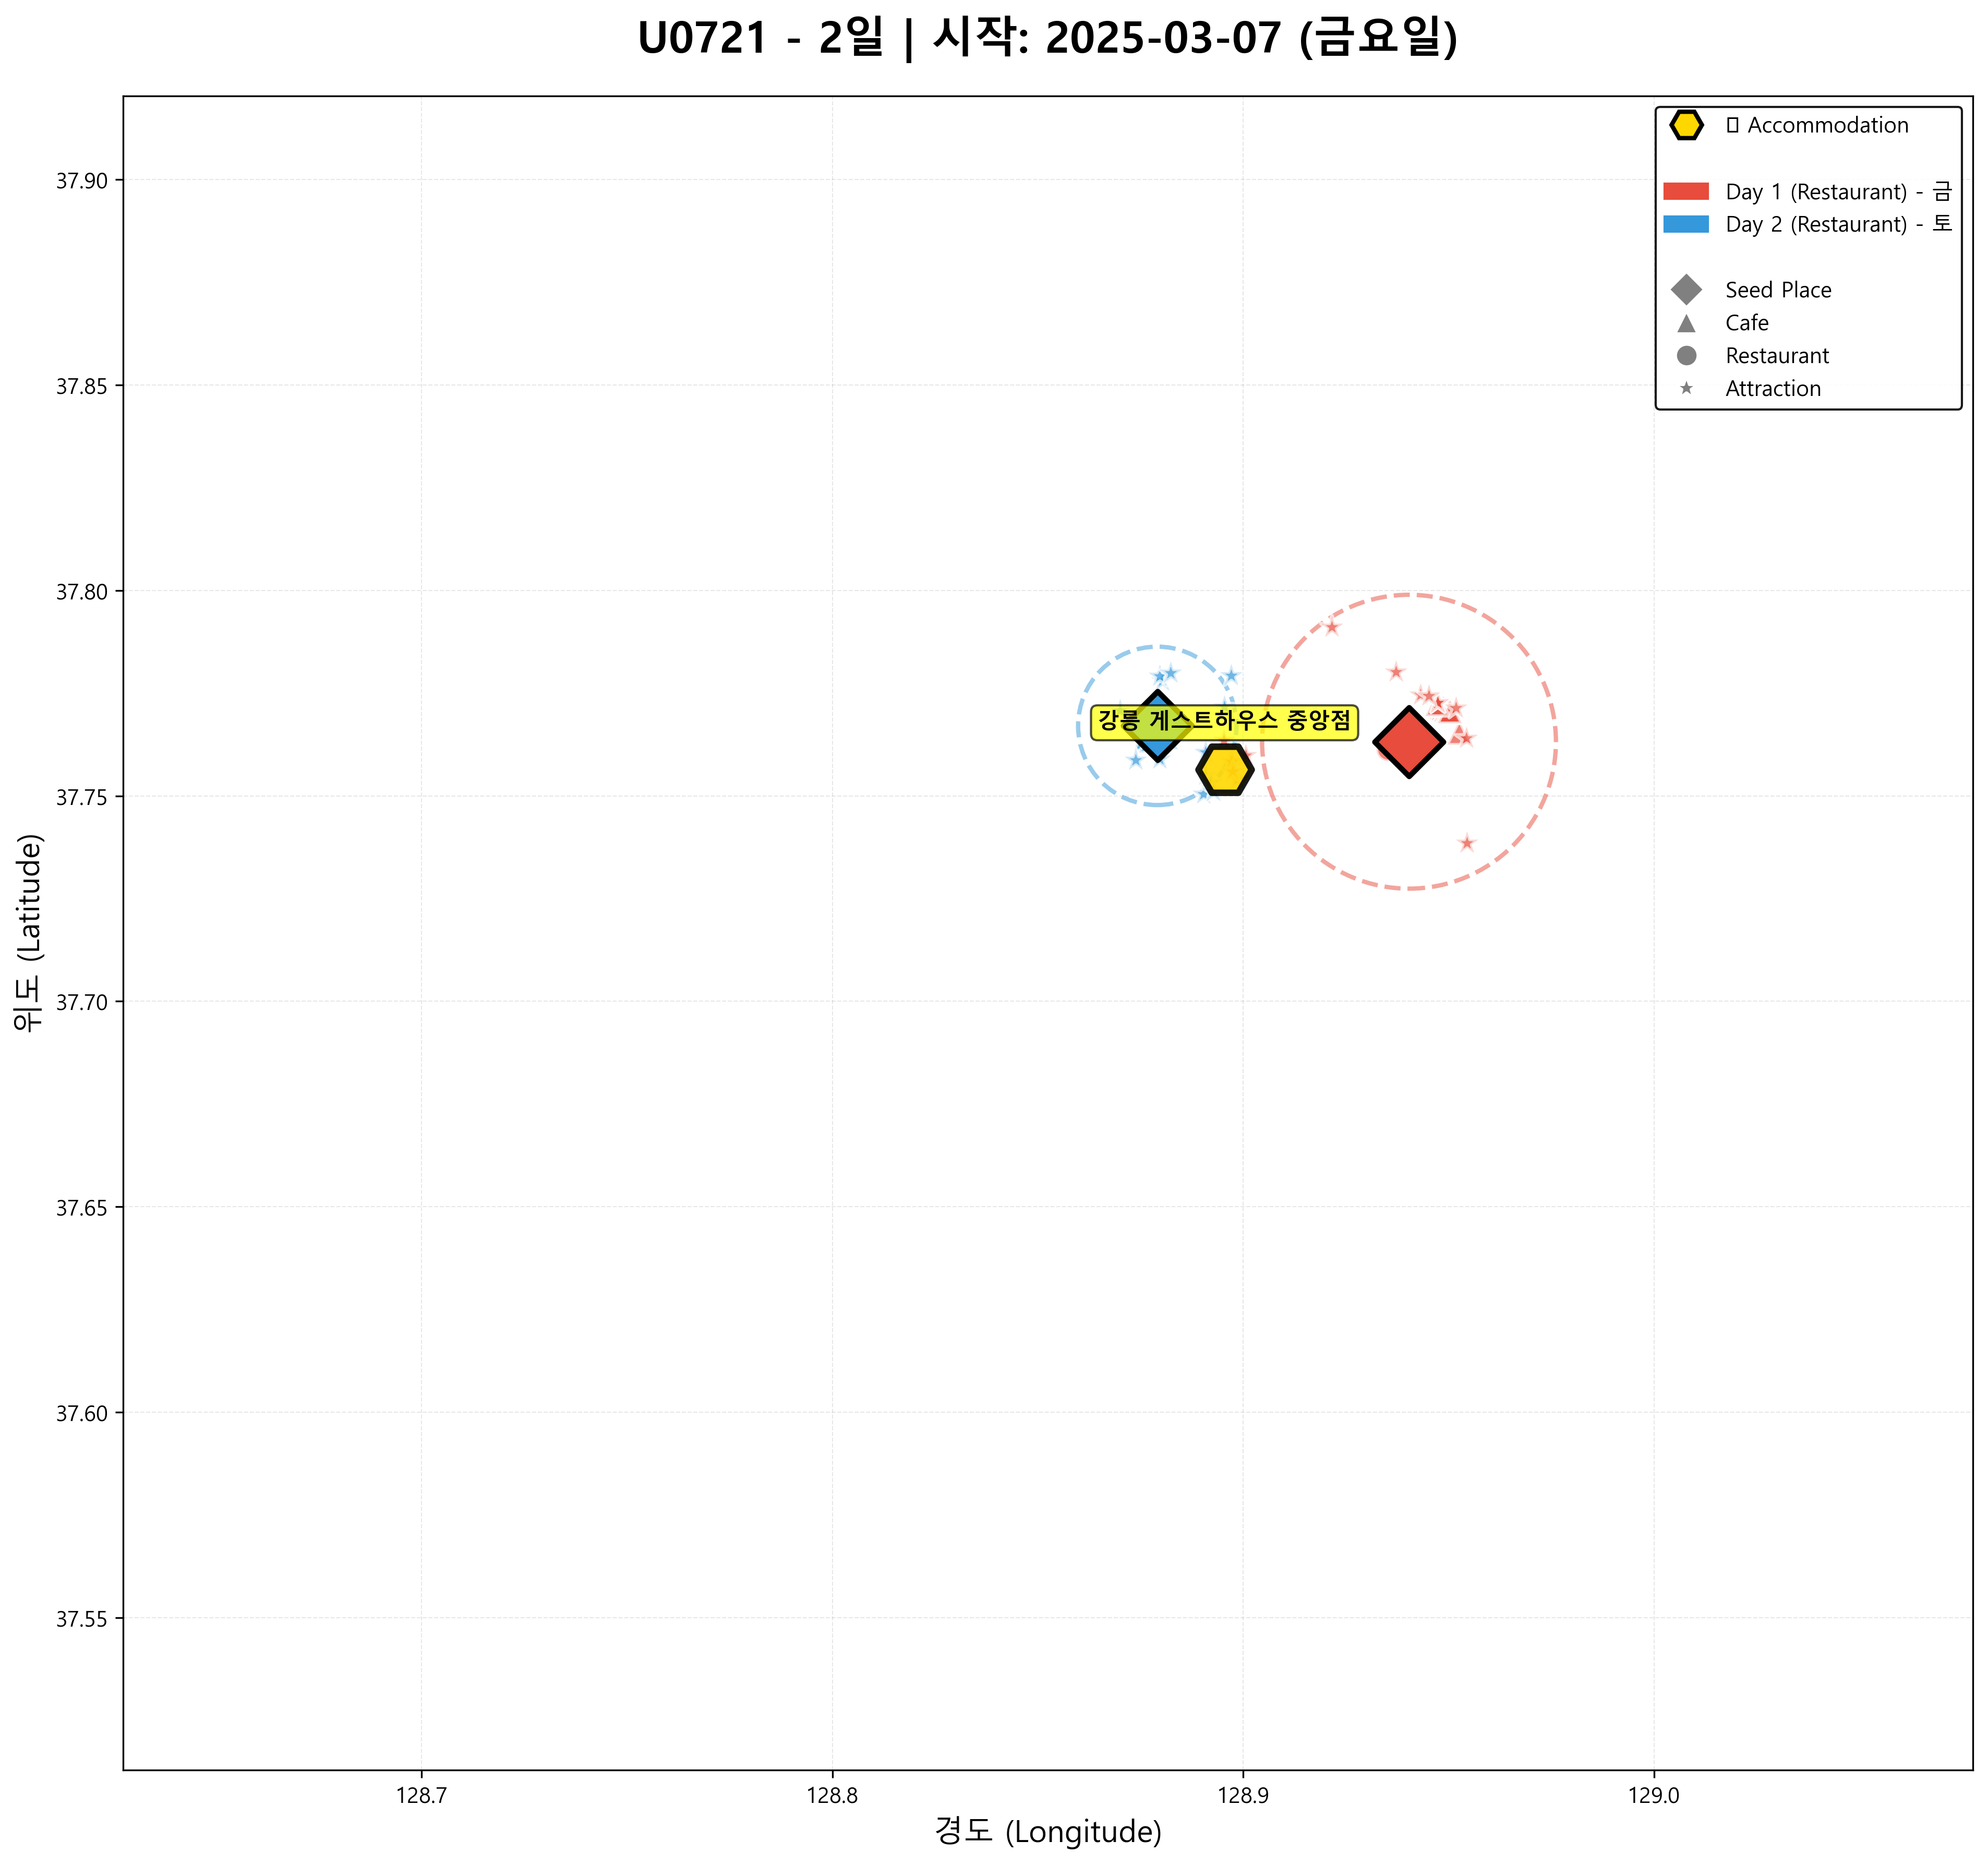 U0721 - 2일 | 시작: 2025-03-07 (금요일)
Accommodation
Day 1 (Restaurant) - 금
Day 2 (Restaurant) - 토
Seed Place
Cafe
Restaurant
Attraction
강릉 게스트하우스 중앙점
37.90
37.85
37.80
37.75
37.70
37.65
37.60
37.55
위도 (Latitude)
128.7
128.8
128.9
129.0
경도 (Longitude)